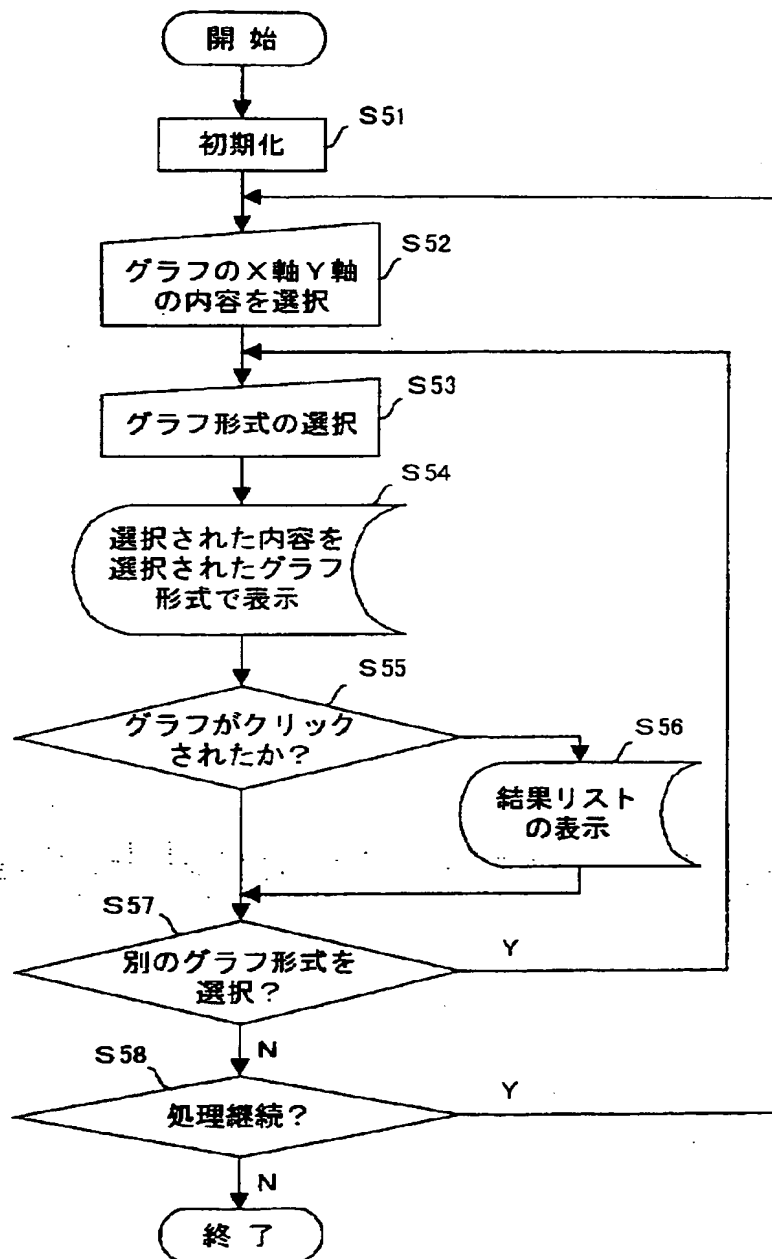 開始
S51
初期化
S52
グラフのX軸Y軸
の内容を選択
S53
グラフ形式の選択
S54
選択された内容を
選択されたグラフ
形式で表示
S55
グラフがクリック
されたか?
S56
結果リスト
の表示
S57
別のグラフ形式を
選択?
Y
N
S58
処理継続?
Y
N
終了